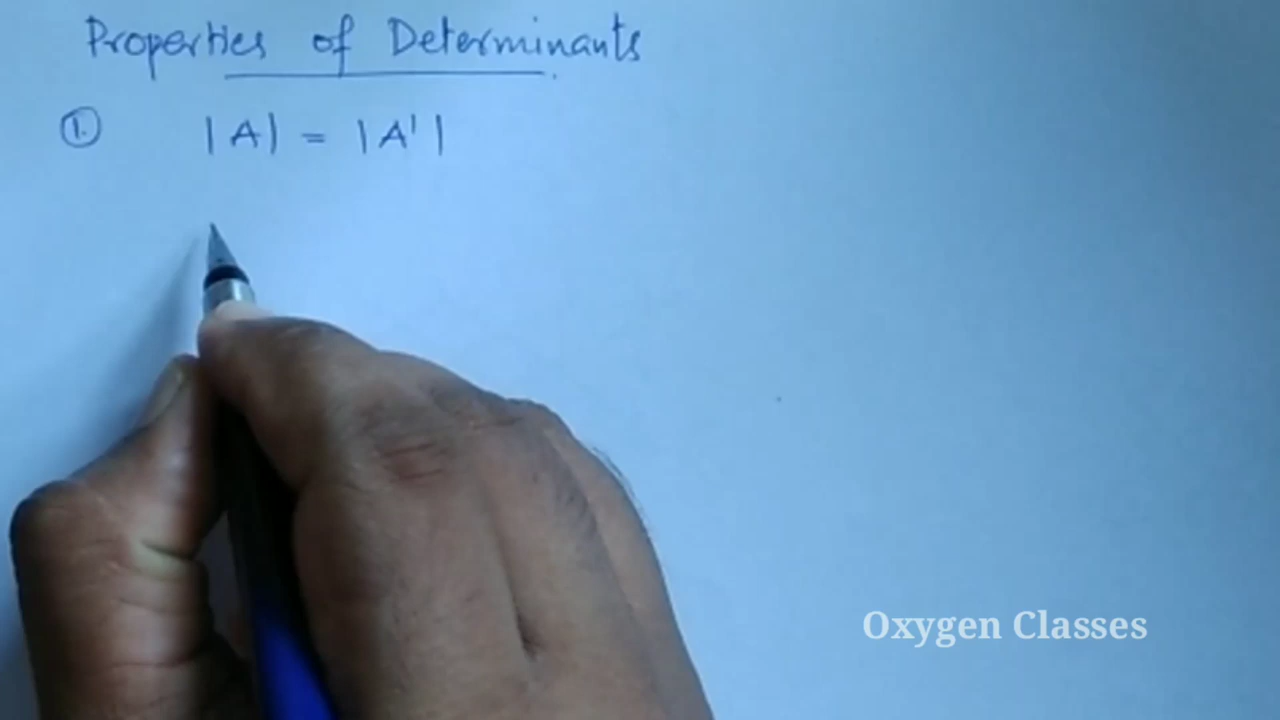 Properties of Determinants
1. |A| = |A'|
Oxygen Classes